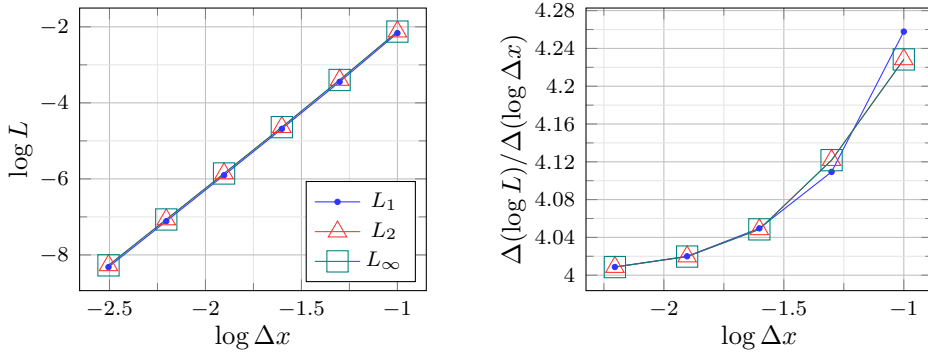 −2
−4
−6
−8
log L
−2.5
−2
−1.5
−1
log Δx
L₁
L₂
L∞
4.28
4.24
4.2
4.16
4.12
4.08
4.04
4
Δ(log L)/Δ(log Δx)
−2
−1.5
−1
log Δx